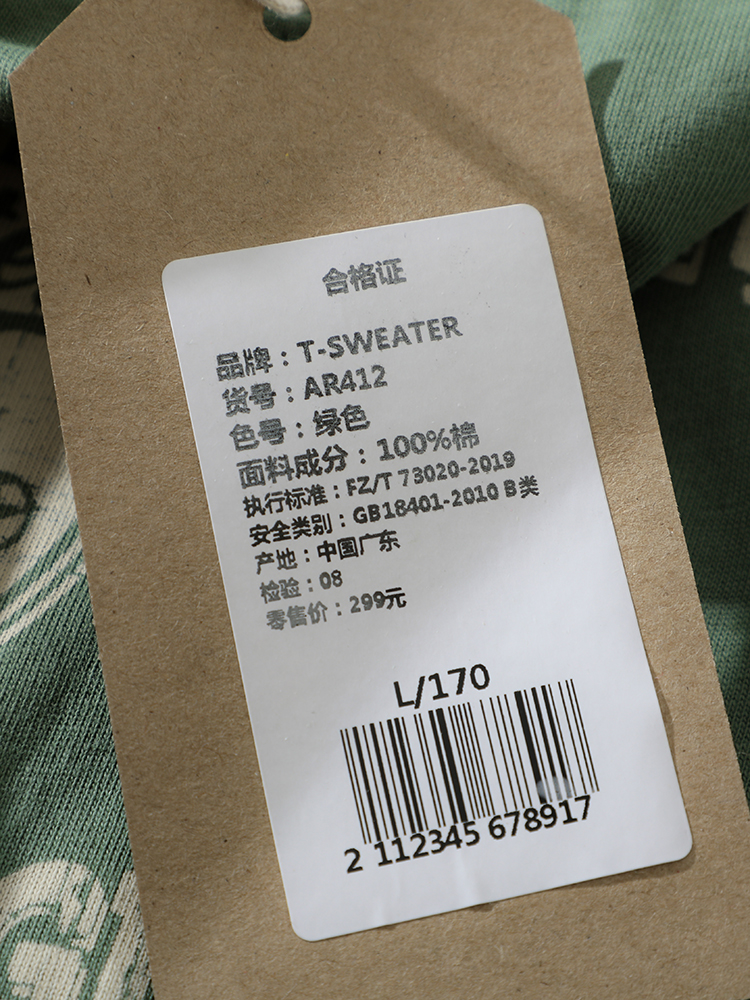 合格证
品牌：T-SWEATER
货号：AR412
色号：绿色
面料成分：100%棉
执行标准：FZ/T 73020-2019
安全类别：GB18401-2010 B类
产地：中国广东
检验：08
零售价：299元
L/170
2 112345 678917